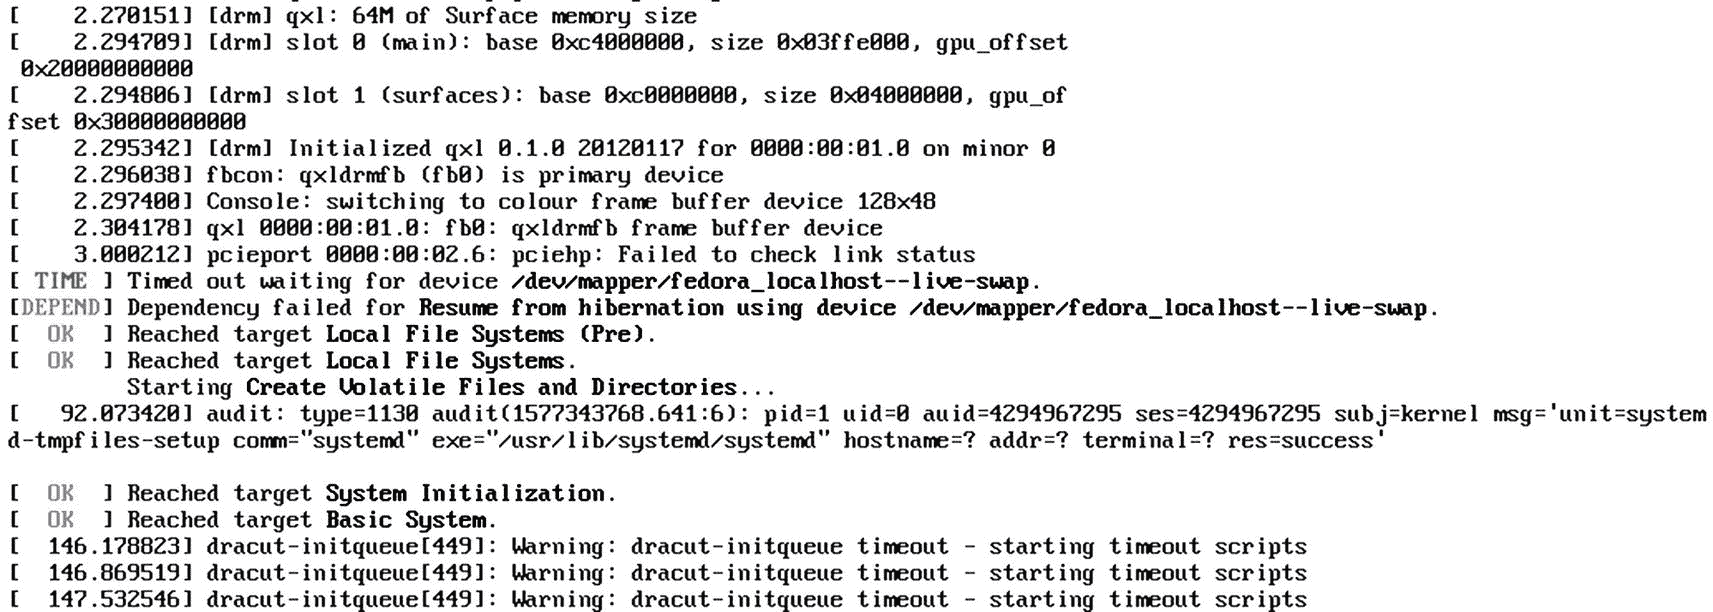 [    2.270151] [drm] qxl: 64M of Surface memory size
[    2.294709] [drm] slot 0 (main): base 0xc4000000, size 0x03ffe000, gpu_offset
 0x20000000000
[    2.294806] [drm] slot 1 (surfaces): base 0xc0000000, size 0x04000000, gpu_of
fset 0x30000000000
[    2.295342] [drm] Initialized qxl 0.1.0 20120117 for 0000:00:01.0 on minor 0
[    2.296038] fbcon: qxldrmfb (fb0) is primary device
[    2.297400] Console: switching to colour frame buffer device 128x48
[    2.304178] qxl 0000:00:01.0: fb0: qxldrmfb frame buffer device
[    3.000212] pcieport 0000:00:02.6: pciehp: Failed to check link status
[ TIME ] Timed out waiting for device /dev/mapper/fedora_localhost--live-swap.
[DEPEND] Dependency failed for Resume from hibernation using device /dev/mapper/fedora_localhost--live-swap.
[  OK  ] Reached target Local File Systems (Pre).
[  OK  ] Reached target Local File Systems.
         Starting Create Volatile Files and Directories...
[   92.073420] audit: type=1130 audit(1577343768.641:6): pid=1 uid=0 auid=4294967295 ses=4294967295 subj=kernel msg='unit=system
d-tmpfiles-setup comm="systemd" exe="/usr/lib/systemd/systemd" hostname=? addr=? terminal=? res=success'
[  OK  ] Reached target System Initialization.
[  OK  ] Reached target Basic System.
[  146.178823] dracut-initqueue[449]: Warning: dracut-initqueue timeout - starting timeout scripts
[  146.869519] dracut-initqueue[449]: Warning: dracut-initqueue timeout - starting timeout scripts
[  147.532546] dracut-initqueue[449]: Warning: dracut-initqueue timeout - starting timeout scripts